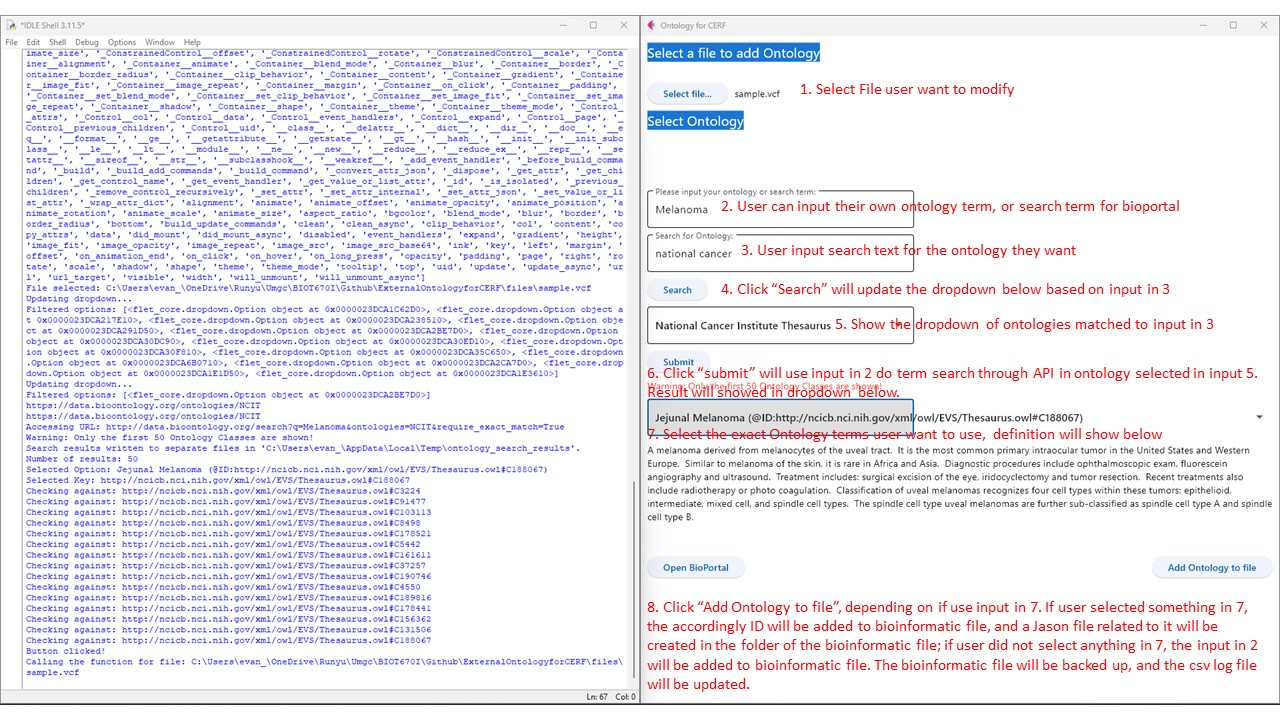 *IDLE Shell 3.11.5*
File Edit Shell Debug Options Window Help
image_size', '_ConstrainedControl__offset', '_ConstrainedControl__rotate', '_ConstrainedControl__scale', '_Conta
iner__alignment', '_Container__animate', '_Container__blend_mode', '_Container__blur', '_Container__border', '_C
ontainer__border_radius', '_Container__clip_behavior', '_Container__content', '_Container__gradient', '_Containe
r__image_fit', '_Container__image_repeat', '_Container__margin', '_Container__on_click', '_Container__padding',
'_Container__set_blend_mode', '_Container__set_clip_behavior', '_Container__set_image_fit', '_Container__set_im
age_repeat', '_Container__shadow', '_Container__shape', '_Container__theme', '_Container__theme_mode', '_Control_
_attrs', '_Control__col', '_Control__data', '_Control__event_handlers', '_Control__expand', '_Control__page', '_
Control__previous_children', '_Control__uid', '__class__', '__delattr__', '__dict__', '__dir__', '__doc__', '__e
q__', '__format__', '__ge__', '__getattribute__', '__getstate__', '__gt__', '__hash__', '__init__', '__init_subc
lass__', '__le__', '__lt__', '__module__', '__ne__', '__new__', '__reduce__', '__reduce_ex__', '__repr__', '__se
tattr__', '__sizeof__', '__str__', '__subclasshook__', '__weakref__', '_add_event_handler', '_before_build_comma
nd', '_build', '_build_add_commands', '_build_command', '_convert_attr_json', '_dispose', '_get_attr', '_get_chi
ldren', '_get_control_name', '_get_event_handler', '_get_value_or_list_attr', '_id', '_is_isolated', '_previous_
children', '_remove_control_recursively', '_set_attr', '_set_attr_internal', '_set_attr_json', '_set_value_or_li
st_attr', '_wrap_attr_dict', 'alignment', 'animate', 'animate_offset', 'animate_opacity', 'animate_position', 'a
nimate_rotation', 'animate_scale', 'animate_size', 'aspect_ratio', 'bgcolor', 'blend_mode', 'blur', 'border', 'b
order_radius', 'bottom', 'build_update_commands', 'clean', 'clean_async', 'clip_behavior', 'col', 'content', 'co
py_attrs', 'data', 'did_mount', 'did_mount_async', 'disabled', 'event_handlers', 'expand', 'gradient', 'height',
'image_fit', 'image_opacity', 'image_repeat', 'image_src', 'image_src_base64', 'ink', 'key', 'left', 'margin', '
offset', 'on_animation_end', 'on_click', 'on_hover', 'on_long_press', 'opacity', 'padding', 'page', 'right', 'ro
tate', 'scale', 'shadow', 'shape', 'theme', 'theme_mode', 'tooltip', 'top', 'uid', 'update', 'update_async', 'ur
l', 'url_target', 'visible', 'width', 'will_unmount', 'will_unmount_async']
File selected: C:\Users\evan_\OneDrive\Runyu\Umgc\BIOT670I\Github\ExternalOntologyforCERF\files\sample.vcf
Updating dropdown...
Filtered options: [<flet_core.dropdown.Option object at 0x0000023DCA1C62D0>, <flet_core.dropdown.Option object a
t 0x0000023DCA217E10>, <flet_core.dropdown.Option object at 0x0000023DCA238510>, <flet_core.dropdown.Option obje
ct at 0x0000023DCA291D50>, <flet_core.dropdown.Option object at 0x0000023DCA2BE7D0>, <flet_core.dropdown.Option
object at 0x0000023DCA30DC90>, <flet_core.dropdown.Option object at 0x0000023DCA30ED10>, <flet_core.dropdown.Opt
ion object at 0x0000023DCA30F810>, <flet_core.dropdown.Option object at 0x0000023DCA35C650>, <flet_core.dropdown
.Option object at 0x0000023DCA6B0710>, <flet_core.dropdown.Option object at 0x0000023DCA2CA7D0>, <flet_core.drop
down.Option object at 0x0000023DCA1E1D50>, <flet_core.dropdown.Option object at 0x0000023DCA1E3610>]
Updating dropdown...
Filtered options: [<flet_core.dropdown.Option object at 0x0000023DCA2BE7D0>]
https://data.bioontology.org/ontologies/NCIT
https://data.bioontology.org/ontologies/NCIT
Accessing URL: http://data.bioontology.org/search?q=Melanoma&ontologies=NCIT&require_exact_match=True
Warning: Only the first 50 Ontology Classes are shown!
Search results written to separate files in 'C:\Users\evan_\AppData\Local\Temp\ontology_search_results'.
Number of results: 50
Selected Option: Jejunal Melanoma (@ID:http://ncicb.nci.nih.gov/xml/owl/EVS/Thesaurus.owl#C188067)
Selected Key: http://ncicb.nci.nih.gov/xml/owl/EVS/Thesaurus.owl#C188067
Checking against: http://ncicb.nci.nih.gov/xml/owl/EVS/Thesaurus.owl#C3224
Checking against: http://ncicb.nci.nih.gov/xml/owl/EVS/Thesaurus.owl#C91477
Checking against: http://ncicb.nci.nih.gov/xml/owl/EVS/Thesaurus.owl#C103113
Checking against: http://ncicb.nci.nih.gov/xml/owl/EVS/Thesaurus.owl#C8498
Checking against: http://ncicb.nci.nih.gov/xml/owl/EVS/Thesaurus.owl#C178521
Checking against: http://ncicb.nci.nih.gov/xml/owl/EVS/Thesaurus.owl#C5442
Checking against: http://ncicb.nci.nih.gov/xml/owl/EVS/Thesaurus.owl#C161611
Checking against: http://ncicb.nci.nih.gov/xml/owl/EVS/Thesaurus.owl#C37257
Checking against: http://ncicb.nci.nih.gov/xml/owl/EVS/Thesaurus.owl#C190746
Checking against: http://ncicb.nci.nih.gov/xml/owl/EVS/Thesaurus.owl#C4550
Checking against: http://ncicb.nci.nih.gov/xml/owl/EVS/Thesaurus.owl#C189816
Checking against: http://ncicb.nci.nih.gov/xml/owl/EVS/Thesaurus.owl#C178441
Checking against: http://ncicb.nci.nih.gov/xml/owl/EVS/Thesaurus.owl#C156362
Checking against: http://ncicb.nci.nih.gov/xml/owl/EVS/Thesaurus.owl#C131506
Checking against: http://ncicb.nci.nih.gov/xml/owl/EVS/Thesaurus.owl#C188067
Button clicked!
Calling the function for file: C:\Users\evan_\OneDrive\Runyu\Umgc\BIOT670I\Github\ExternalOntologyforCERF\files\
sample.vcf
Ln: 67 Col: 0
Ontology for CERF
Select a file to add Ontology
Select file... sample.vcf 1. Select File user want to modify
Select Ontology
Please input your ontology or search term:
Melanoma 2. User can input their own ontology term, or search term for bioportal
Search for Ontology:
national cancer 3. User input search text for the ontology they want
Search 4. Click “Search” will update the dropdown below based on input in 3
National Cancer Institute Thesaurus 5. Show the dropdown of ontologies matched to input in 3
Submit
6. Click “submit” will use input in 2 do term search through API in ontology selected in input 5.
Warning: Only the first 50 Ontology Classes are shown!
Result will showed in dropdown below.
Jejunal Melanoma (@ID:http://ncicb.nci.nih.gov/xml/owl/EVS/Thesaurus.owl#C188067)
7. Select the exact Ontology terms user want to use, definition will show below
A melanoma derived from melanocytes of the uveal tract. It is the most common primary intraocular tumor in the United States and Western
Europe. Similar to melanoma of the skin, it is rare in Africa and Asia. Diagnostic procedures include ophthalmoscopic exam, fluorescein
angiography and ultrasound. Treatment includes: surgical excision of the eye, iridocyclectomy and tumor resection. Recent treatments also
include radiotherapy or photo coagulation. Classification of uveal melanomas recognizes four cell types within these tumors: epithelioid,
intermediate, mixed cell, and spindle cell types. The spindle cell type uveal melanomas are further sub-classified as spindle cell type A and spindle
cell type B.
Open BioPortal Add Ontology to file
8. Click “Add Ontology to file”, depending on if use input in 7. If user selected something in 7,
the accordingly ID will be added to bioinformatic file, and a Jason file related to it will be
created in the folder of the bioinformatic file; if user did not select anything in 7, the input in 2
will be added to bioinformatic file. The bioinformatic file will be backed up, and the csv log file
will be updated.